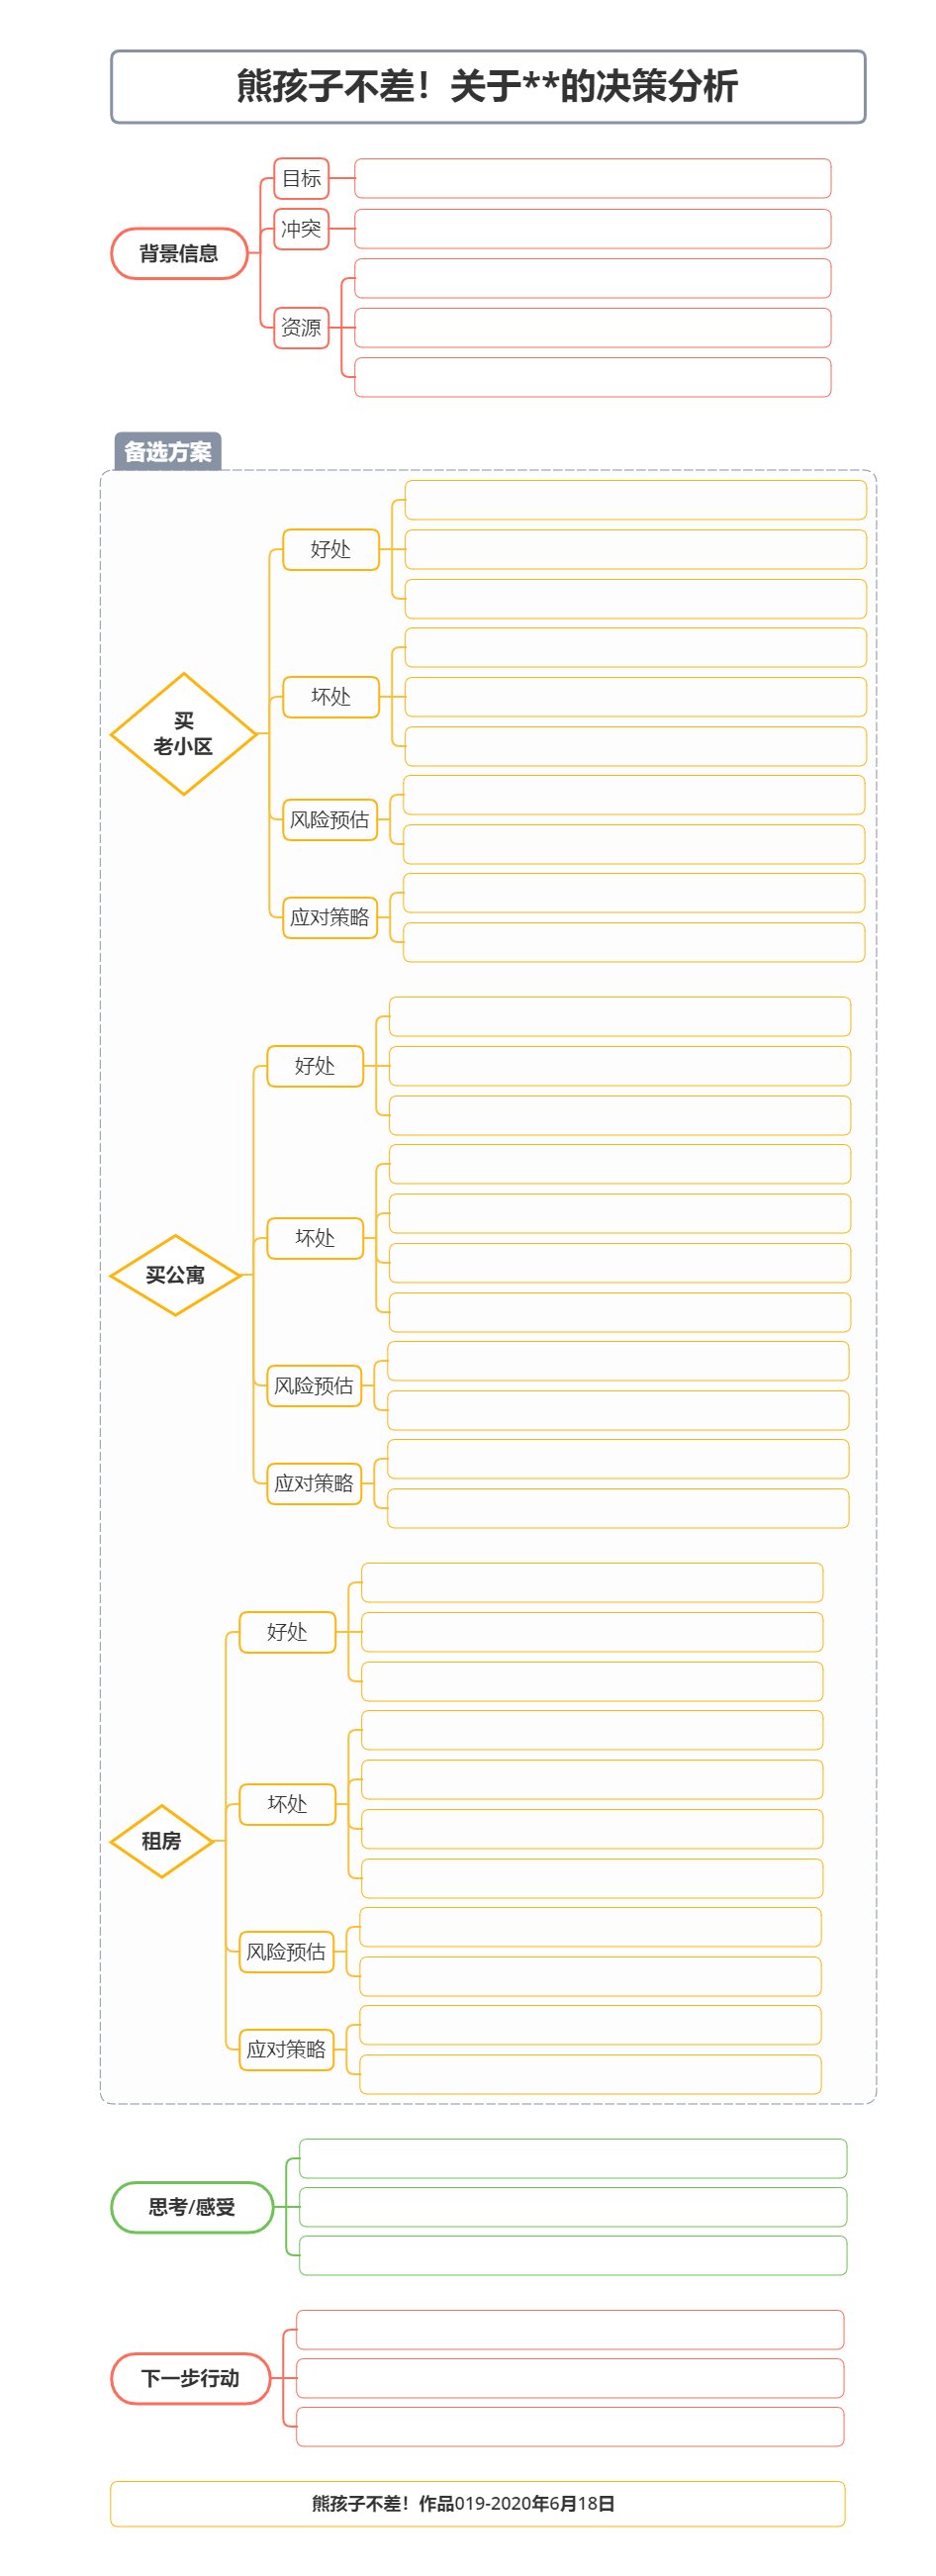 熊孩子不差！关于**的决策分析
目标
冲突
背景信息
资源
备选方案
好处
坏处
买
老小区
风险预估
应对策略
好处
坏处
买公寓
风险预估
应对策略
好处
坏处
租房
风险预估
应对策略
思考/感受
下一步行动
熊孩子不差！作品019-2020年6月18日